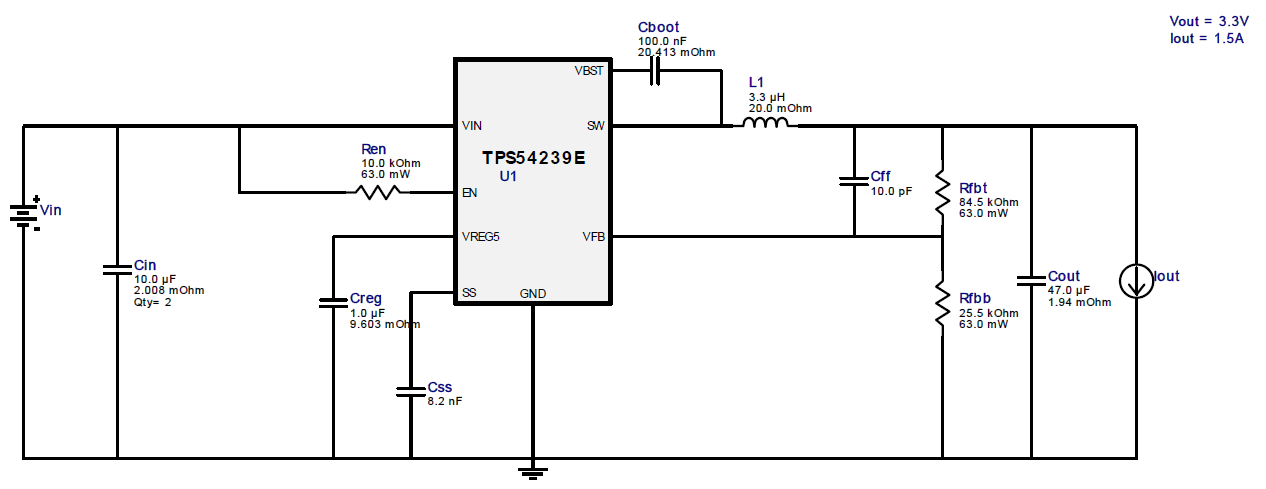 Vout = 3.3V
Iout = 1.5A
Cboot
100.0 nF
20.413 mOhm
VBST
L1
3.3 µH
20.0 mOhm
VIN
SW
TPS54239E
U1
Ren
10.0 kOhm
63.0 mW
EN
Cff
10.0 pF
Rfbt
84.5 kOhm
63.0 mW
Vin
VREG5
VFB
Cin
10.0 µF
2.008 mOhm
Qty= 2
Creg
1.0 µF
9.603 mOhm
SS
GND
Rfbb
25.5 kOhm
63.0 mW
Cout
47.0 µF
1.94 mOhm
Iout
Css
8.2 nF